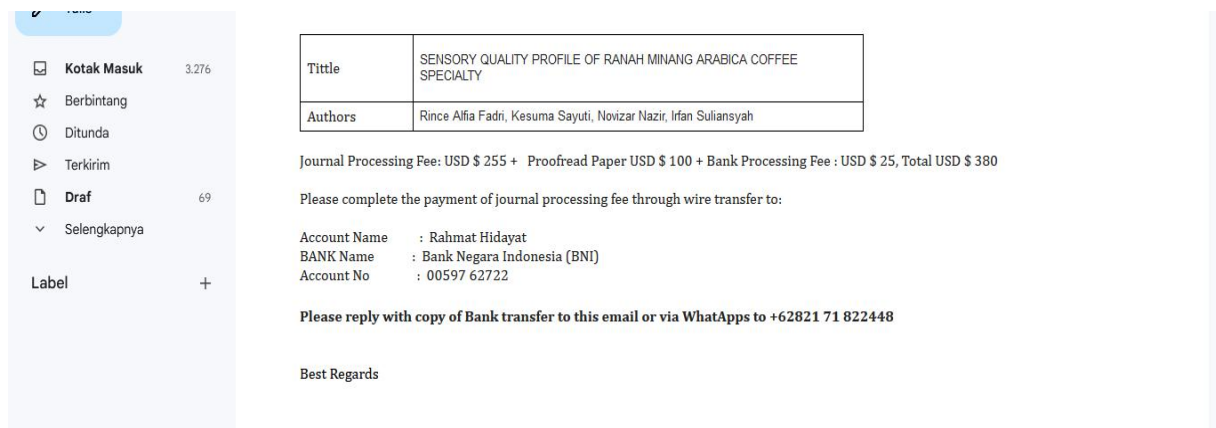 Kotak Masuk 3.276
Berbintang
Ditunda
Terkirim
Draf 69
Selengkapnya
Label +
Tittle
SENSORY QUALITY PROFILE OF RANAH MINANG ARABICA COFFEE
SPECIALTY
Authors
Rince Alfia Fadri, Kesuma Sayuti, Novizar Nazir, Irfan Suliansyah
Journal Processing Fee: USD $ 255 + Proofread Paper USD $ 100 + Bank Processing Fee : USD $ 25, Total USD $ 380
Please complete the payment of journal processing fee through wire transfer to:
Account Name : Rahmat Hidayat
BANK Name : Bank Negara Indonesia (BNI)
Account No : 00597 62722
Please reply with copy of Bank transfer to this email or via WhatApps to +62821 71 822448
Best Regards